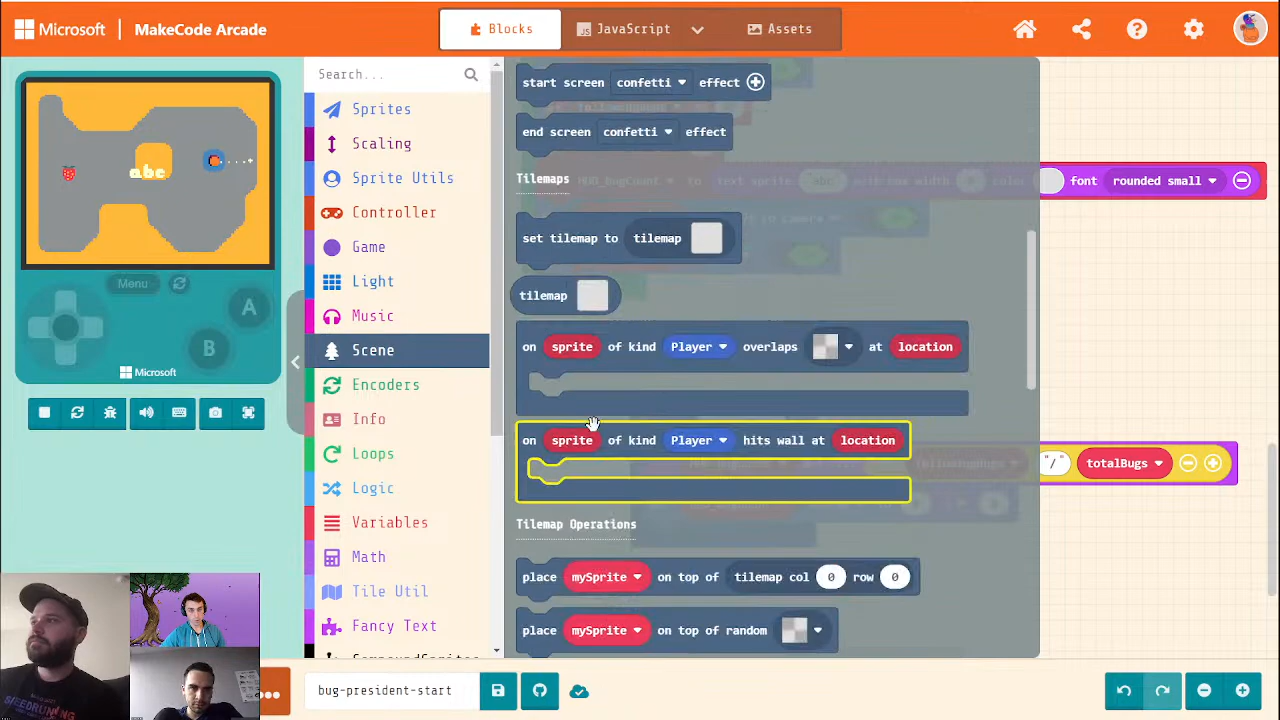 Microsoft | MakeCode Arcade
Blocks
JavaScript
Assets
abc
Menu
A
B
Microsoft
Search...
Sprites
Scaling
Sprite Utils
Controller
Game
Light
Music
Scene
Encoders
Info
Loops
Logic
Variables
Math
Tile Util
Fancy Text
start screen confetti effect
end screen confetti effect
Tilemaps
set tilemap to tilemap
tilemap
on sprite of kind Player overlaps at location
on sprite of kind Player hits wall at location
Tilemap Operations
place mySprite on top of tilemap col 0 row 0
place mySprite on top of random
font rounded small
"/" totalBugs
bug-president-start